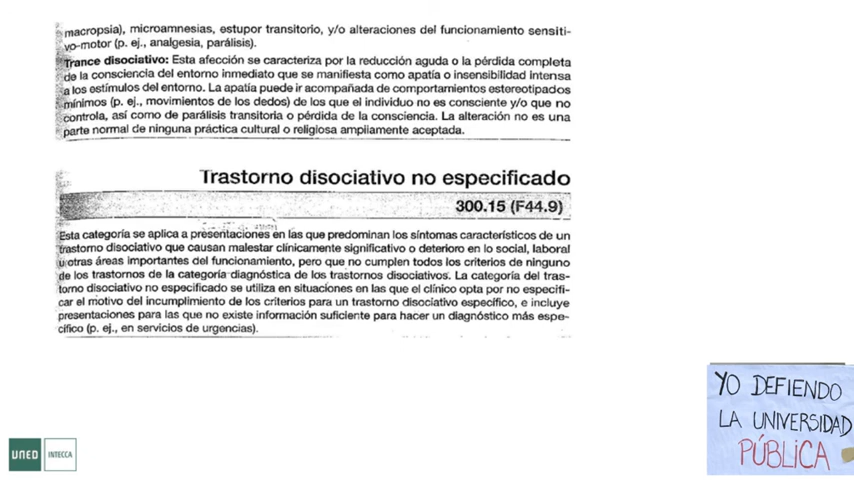 macropsia), microamnesias, estupor transitorio, y/o alteraciones del funcionamiento sensiti-
vo-motor (p. ej., analgesia, parálisis).
Trance disociativo: Esta afección se caracteriza por la reducción aguda o la pérdida completa
de la consciencia del entorno inmediato que se manifiesta como apatía o insensibilidad intensa
a los estímulos del entorno. La apatía puede ir acompañada de comportamientos estereotipados
mínimos (p. ej., movimientos de los dedos) de los que el individuo no es consciente y/o que no
controla, así como de parálisis transitoria o pérdida de la consciencia. La alteración no es una
parte normal de ninguna práctica cultural o religiosa ampliamente aceptada.
Trastorno disociativo no especificado
300.15 (F44.9)
Esta categoría se aplica a presentaciones en las que predominan los síntomas característicos de un
trastorno disociativo que causan malestar clínicamente significativo o deterioro en lo social, laboral
u otras áreas importantes del funcionamiento, pero que no cumplen todos los criterios de ninguno
de los trastornos de la categoría diagnóstica de los trastornos disociativos. La categoría del tras-
torno disociativo no especificado se utiliza en situaciones en las que el clínico opta por no especifi-
car el motivo del incumplimiento de los criterios para un trastorno disociativo específico, e incluye
presentaciones para las que no existe información suficiente para hacer un diagnóstico más espe-
cífico (p. ej., en servicios de urgencias).
YO DEFIENDO
LA UNIVERSIDAD
PÚBLICA
UNED INTECCA